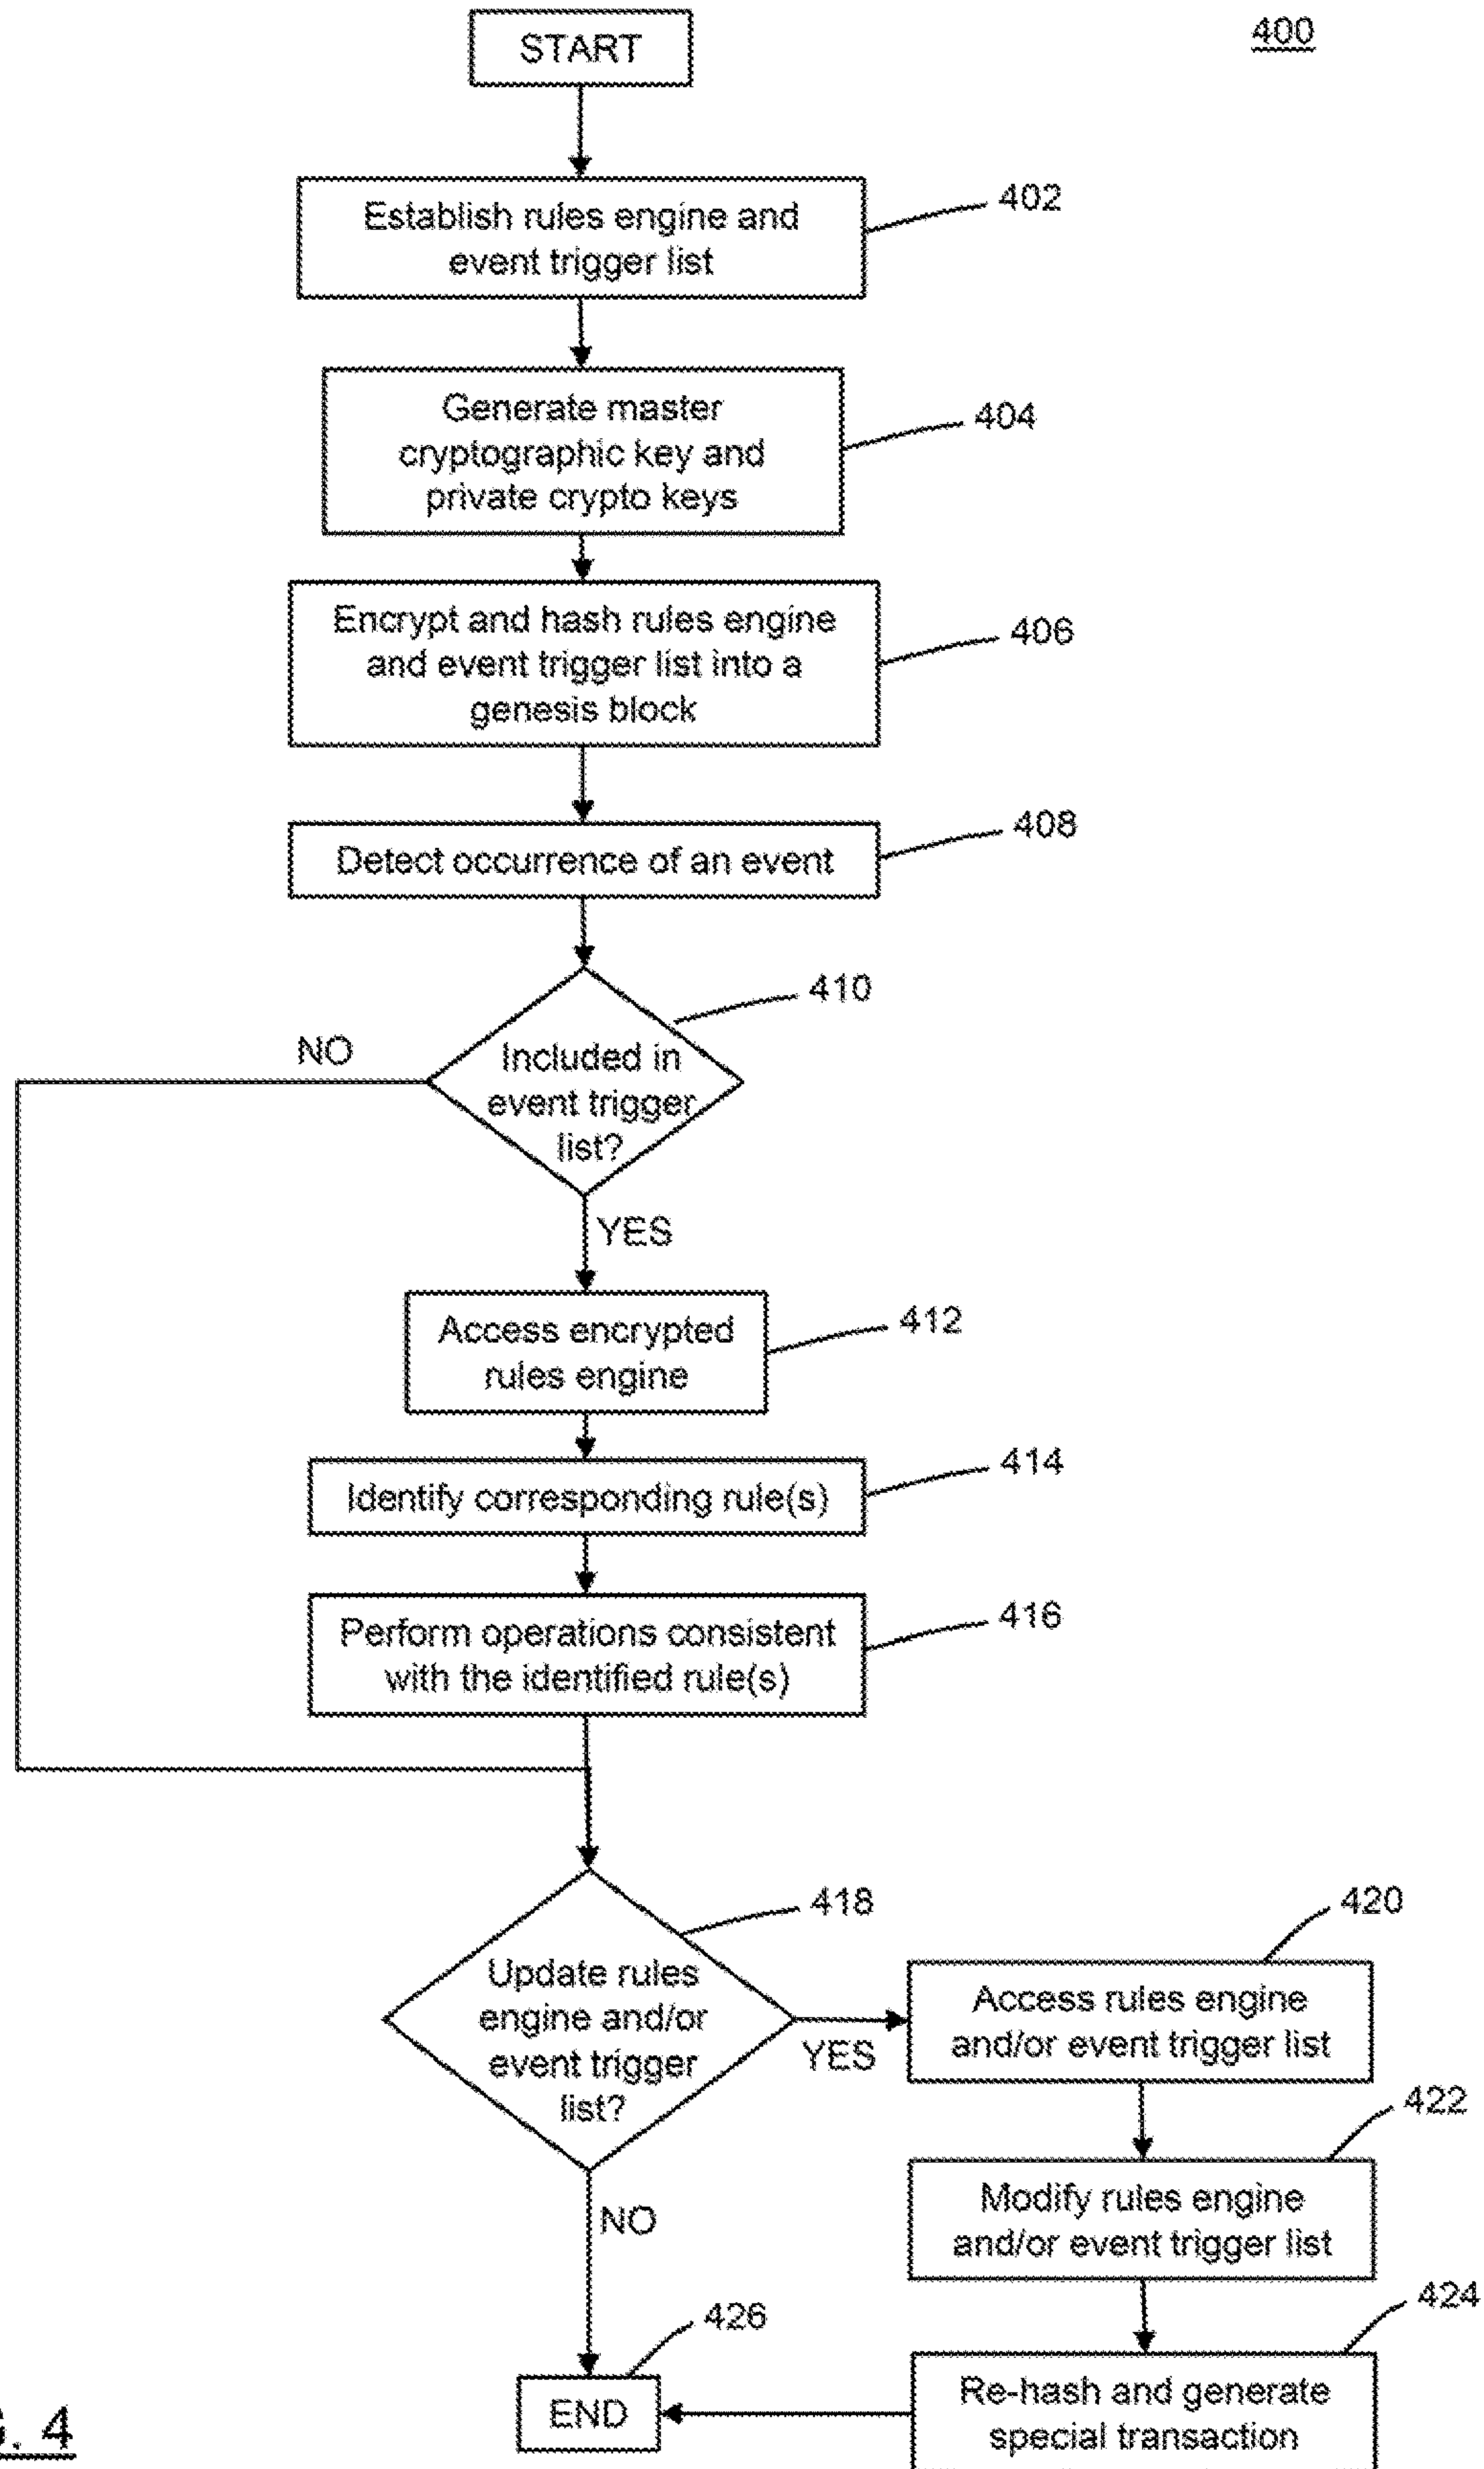 400
START
Establish rules engine and
event trigger list
402
Generate master
cryptographic key and
private crypto keys
404
Encrypt and hash rules engine
and event trigger list into a
genesis block
406
Detect occurrence of an event
408
410
Included in
event trigger
list?
NO
YES
Access encrypted
rules engine
412
Identify corresponding rule(s)
414
Perform operations consistent
with the identified rule(s)
416
418
Update rules
engine and/or
event trigger
list?
YES
NO
420
Access rules engine
and/or event trigger list
422
Modify rules engine
and/or event trigger list
424
Re-hash and generate
special transaction
426
END
. 4